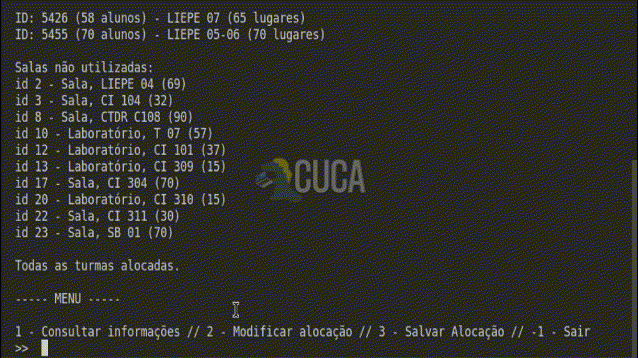 ID: 5426 (58 alunos) - LIEPE 07 (65 lugares)
ID: 5455 (70 alunos) - LIEPE 05-06 (70 lugares)
Salas não utilizadas:
id 2 - Sala, LIEPE 04 (69)
id 3 - Sala, CI 104 (32)
id 8 - Sala, CTDR C108 (90)
id 10 - Laboratório, T 07 (57)
id 12 - Laboratório, CI 101 (37)
id 13 - Laboratório, CI 309 (15)
id 17 - Sala, CI 304 (70)
id 20 - Laboratório, CI 310 (15)
id 22 - Sala, CI 311 (30)
id 23 - Sala, SB 01 (70)
CUCA
Todas as turmas alocadas.
----- MENU -----
1 - Consultar informações // 2 - Modificar alocação // 3 - Salvar Alocação // -1 - Sair
>>